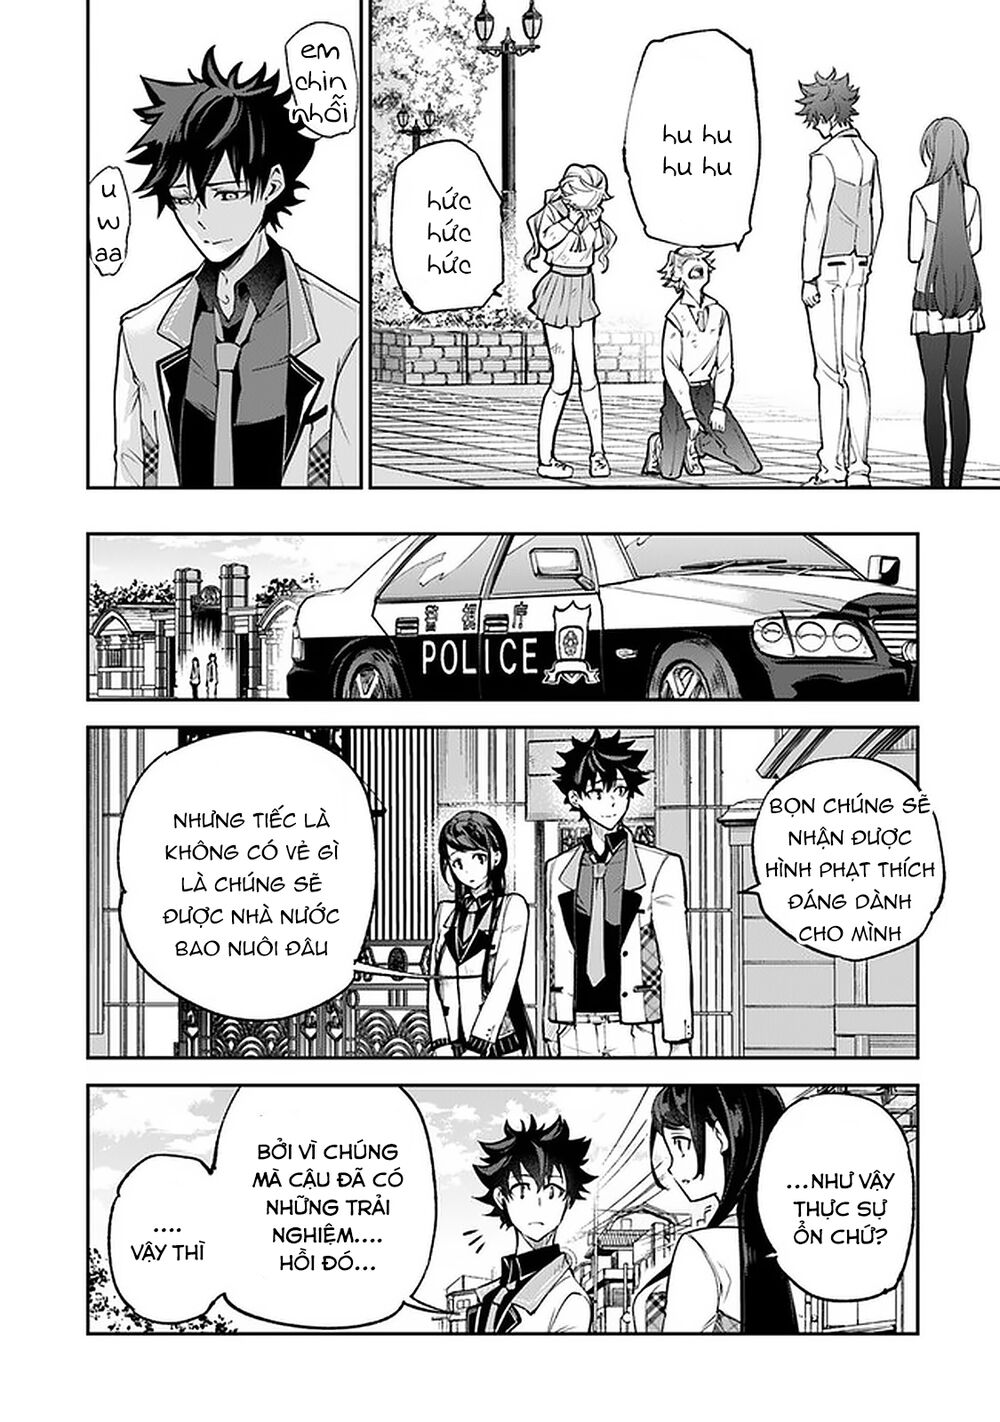 hu hu
hu hu
hức
hức
hức
em
chin
nhỗi
u
w
aa
警視庁
POLICE
BỌN CHÚNG SẼ
NHẬN ĐƯỢC
HÌNH PHẠT THÍCH
ĐÁNG DÀNH
CHO MÌNH
NHƯNG TIẾC LÀ
KHÔNG CÓ VẺ GÌ
LÀ CHÚNG SẼ
ĐƯỢC NHÀ NƯỚC
BAO NUÔI ĐÂU
...NHƯ VẬY
THỰC SỰ
ỔN CHỨ?
BỞI VÌ CHÚNG
MÀ CẬU ĐÃ CÓ
NHỮNG TRẢI
NGHIỆM....
HỒI ĐÓ...
....
VẬY THÌ